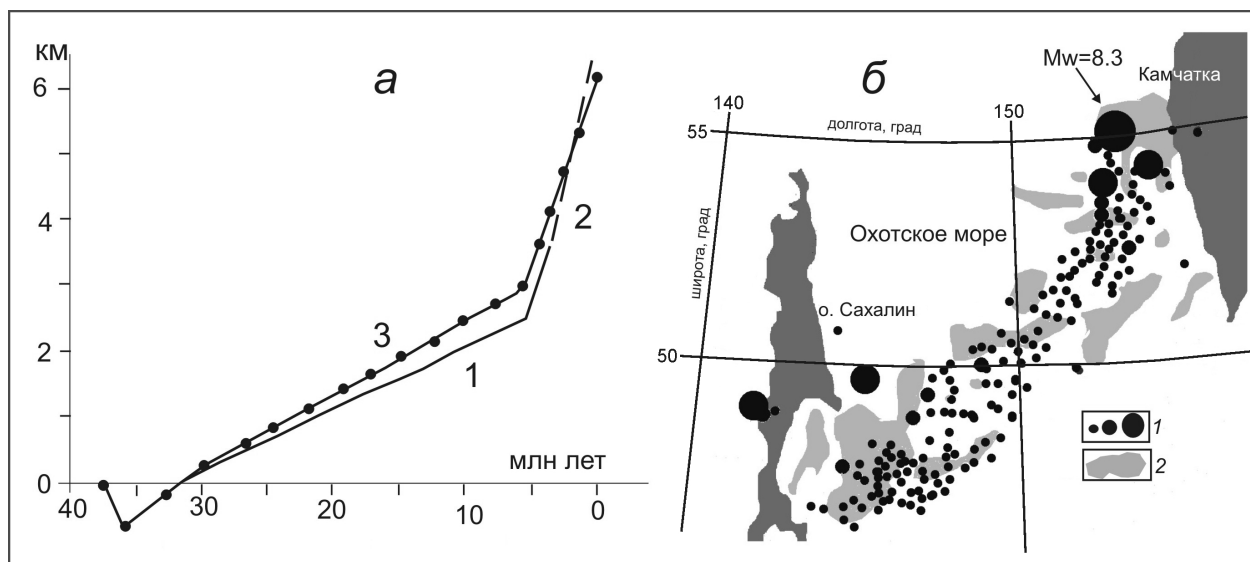 км
а
6
4
2
0
1
2
3
млн лет
40
30
20
10
0
б
Mw=8.3
Камчатка
140
150
долгота, град
55
широта, град
Охотское море
о. Сахалин
50
1
2